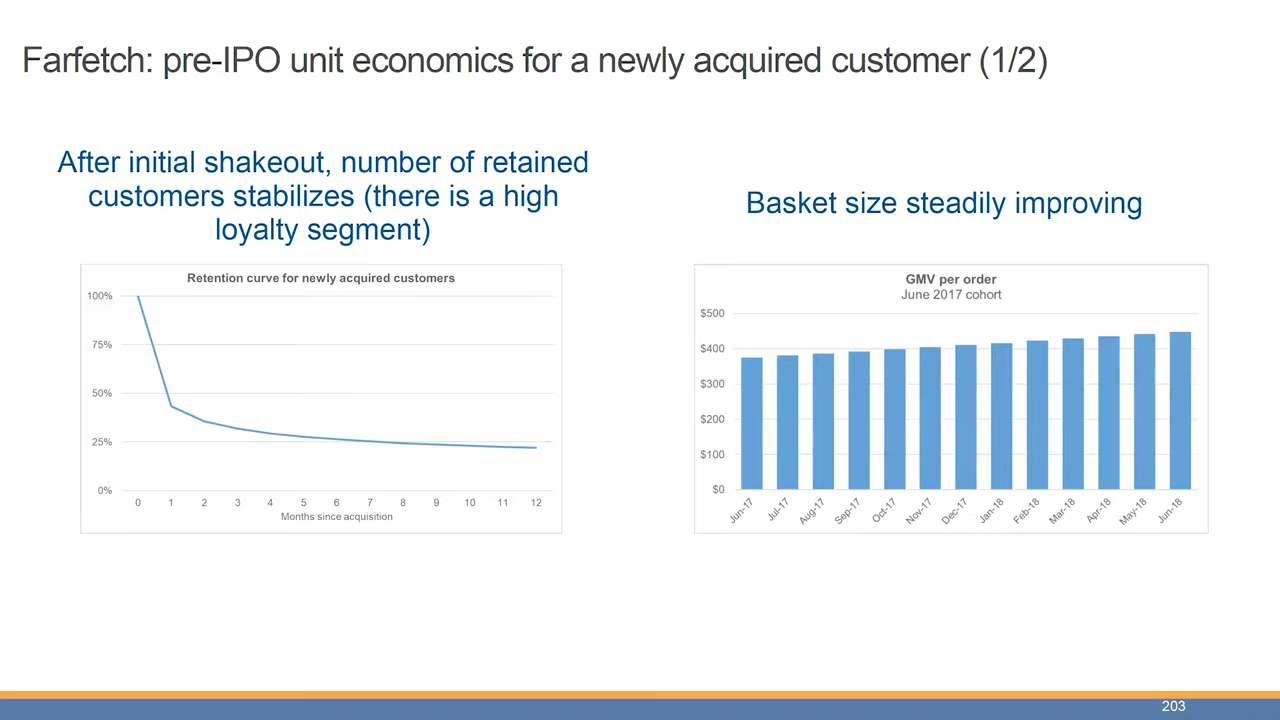 Farfetch: pre-IPO unit economics for a newly acquired customer (1/2)
After initial shakeout, number of retained
customers stabilizes (there is a high
loyalty segment)
Retention curve for newly acquired customers
100%
75%
50%
25%
0%
0 1 2 3 4 5 6 7 8 9 10 11 12
Months since acquisition
Basket size steadily improving
GMV per order
June 2017 cohort
$500
$400
$300
$200
$100
$0
Jun-17 Jul-17 Aug-17 Sep-17 Oct-17 Nov-17 Dec-17 Jan-18 Feb-18 Mar-18 Apr-18 May-18 Jun-18
203